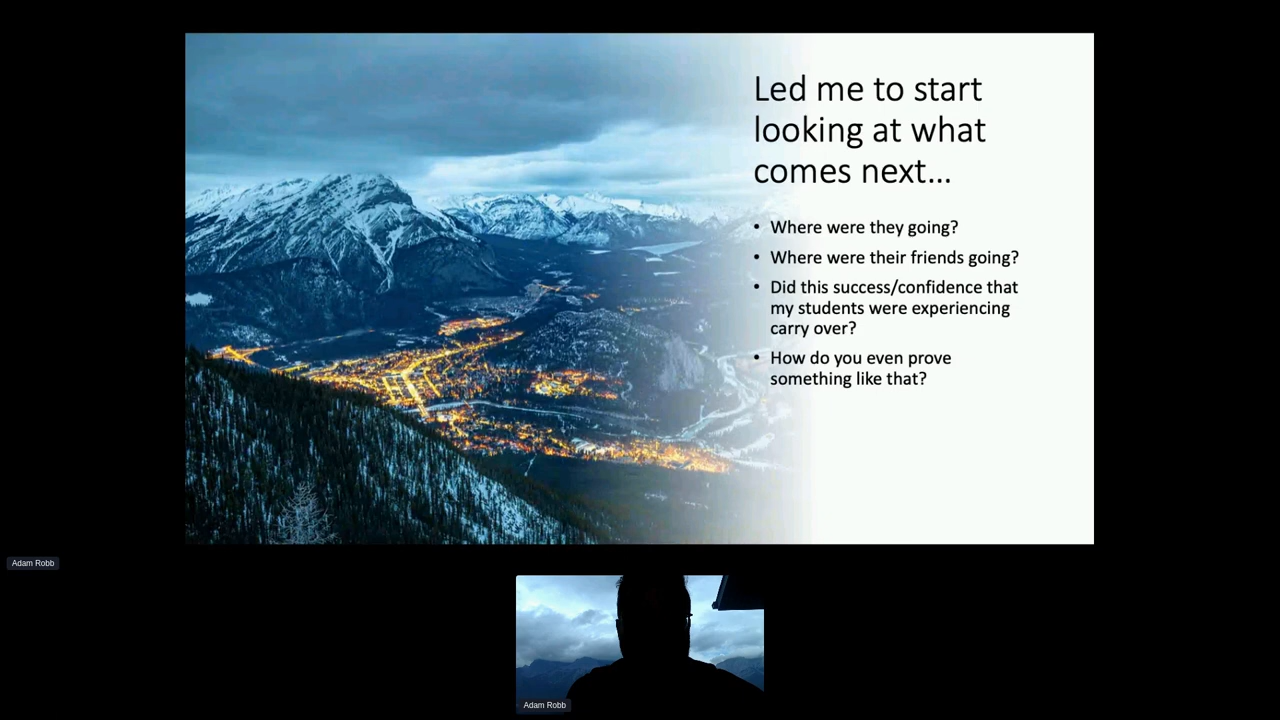 Led me to start
looking at what
comes next...
• Where were they going?
• Where were their friends going?
• Did this success/confidence that
my students were experiencing
carry over?
• How do you even prove
something like that?
Adam Robb
Adam Robb